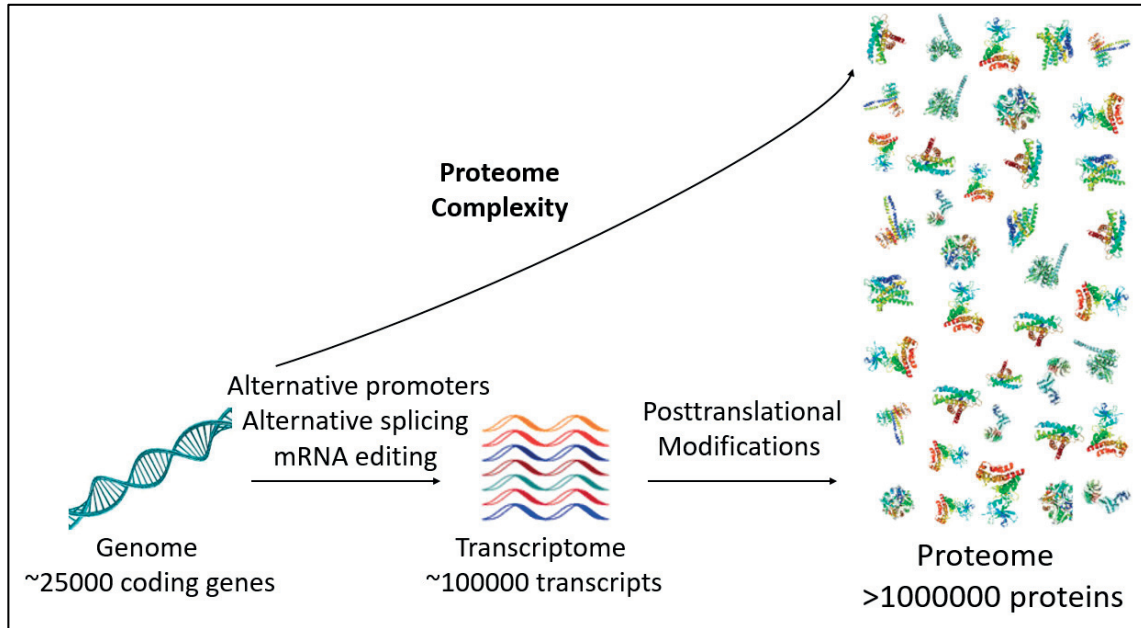 Proteome
Complexity
Alternative promoters
Alternative splicing
mRNA editing
Posttranslational
Modifications
Genome
~25000 coding genes
Transcriptome
~100000 transcripts
Proteome
>1000000 proteins